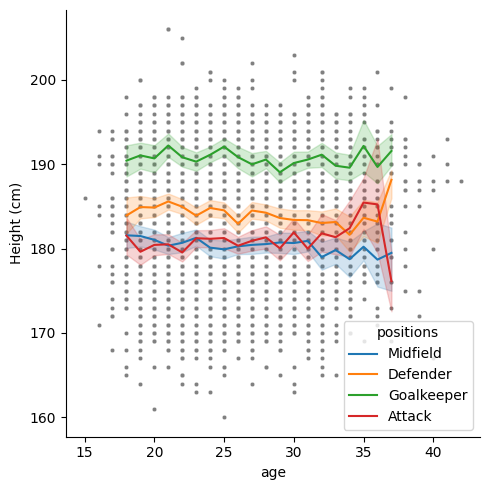 200
190
180
170
160
Height (cm)
15
20
25
30
35
40
age
positions
Midfield
Defender
Goalkeeper
Attack